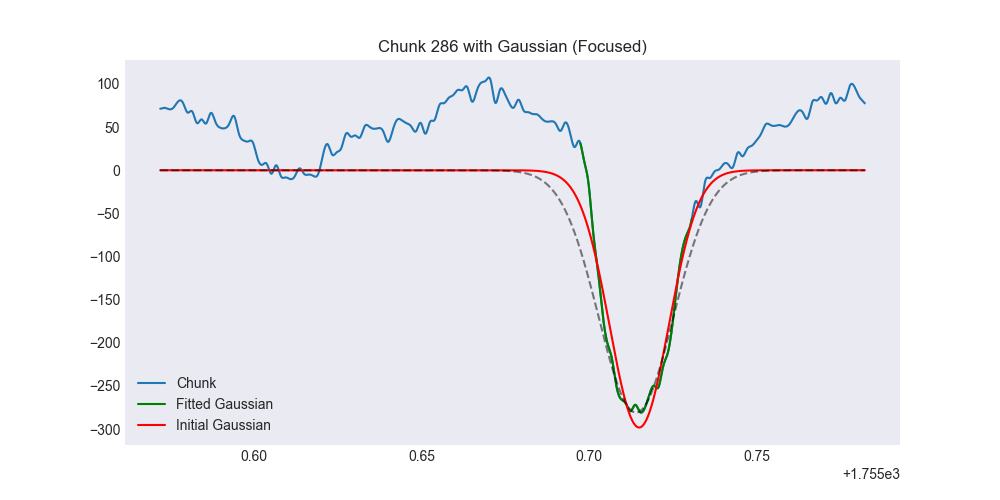 Chunk 286 with Gaussian (Focused)
100
50
0
−50
−100
−150
−200
−250
−300
Chunk
Fitted Gaussian
Initial Gaussian
0.60 0.65 0.70 0.75
+1.755e3